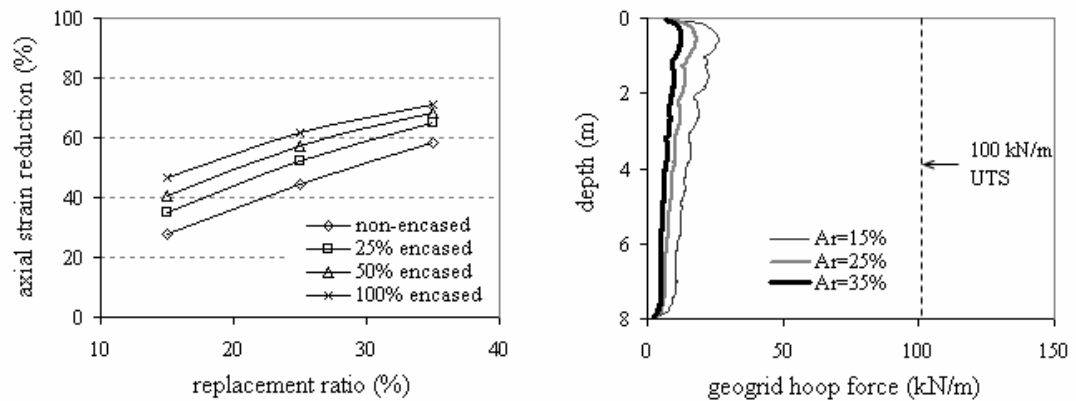 axial strain reduction (%)
100
80
60
40
20
0
10
20
30
40
replacement ratio (%)
non-encased
25% encased
50% encased
100% encased
depth (m)
0
2
4
6
8
0
50
100
150
geogrid hoop force (kN/m)
Ar=15%
Ar=25%
Ar=35%
100 kN/m
UTS